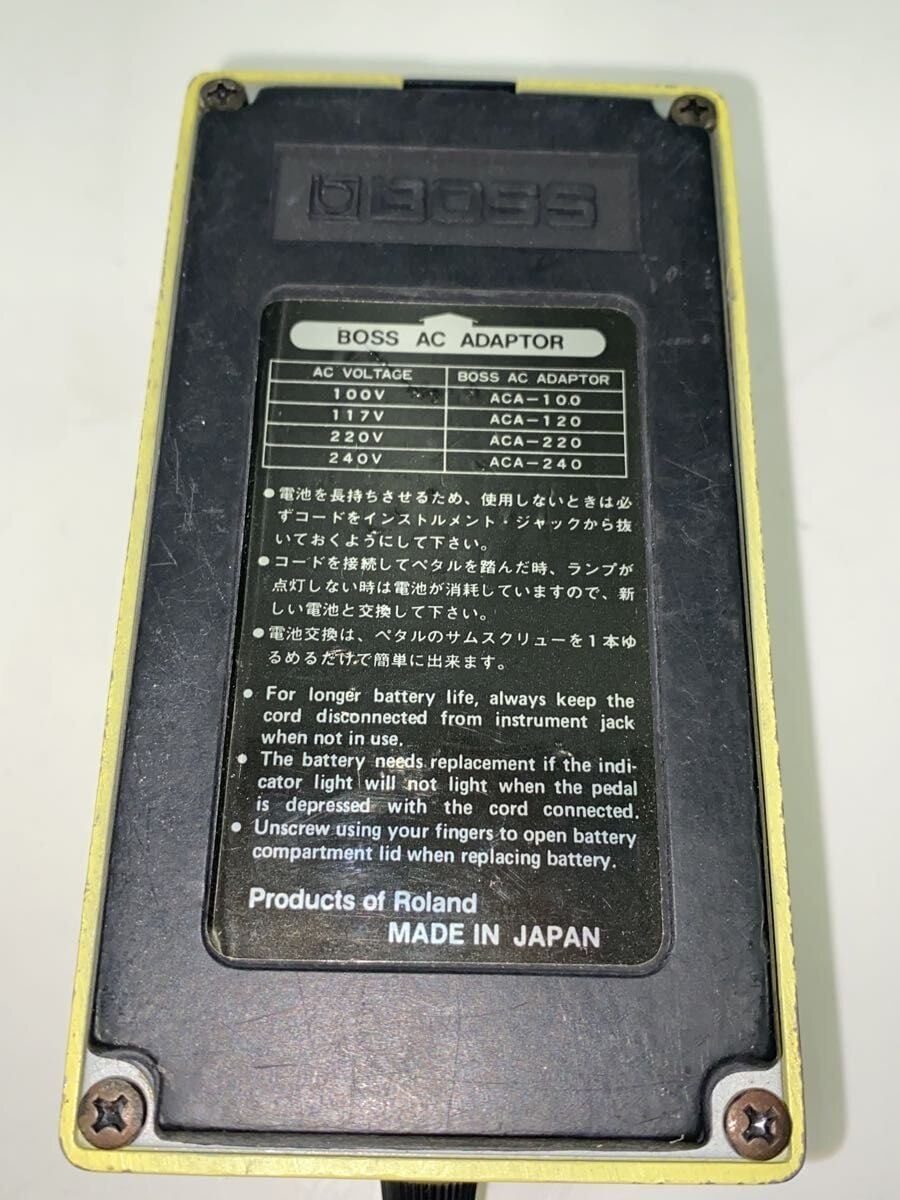 BOSS
BOSS AC ADAPTOR
AC VOLTAGE BOSS AC ADAPTOR
100V ACA-100
117V ACA-120
220V ACA-220
240V ACA-240
●電池を長持ちさせるため、使用しないときは必
ずコードをインストルメント・ジャックから抜
いておくようにして下さい。
●コードを接続してペタルを踏んだ時、ランプが
点灯しない時は電池が消耗していますので、新
しい電池と交換して下さい。
●電池交換は、ペタルのサムスクリューを1本ゆ
るめるだけで簡単に出来ます。
● For longer battery life, always keep the
cord disconnected from instrument jack
when not in use.
● The battery needs replacement if the indi-
cator light will not light when the pedal
is depressed with the cord connected.
● Unscrew using your fingers to open battery
compartment lid when replacing battery.
Products of Roland
MADE IN JAPAN